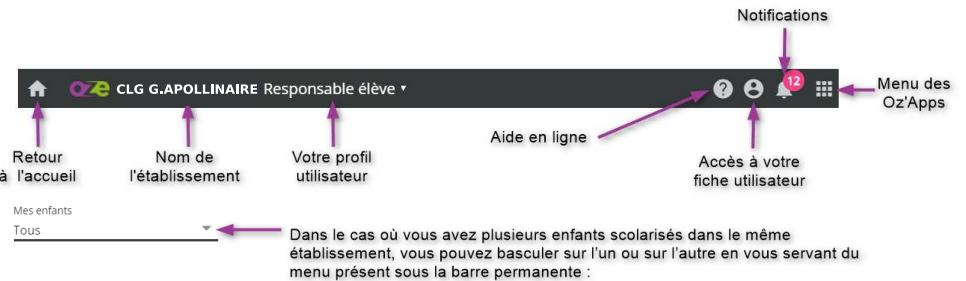 Notifications
OZE CLG G.APOLLINAIRE Responsable élève
12
Menu des
Oz'Apps
Aide en ligne
Retour
à l'accueil
Nom de
l'établissement
Votre profil
utilisateur
Accès à votre
fiche utilisateur
Mes enfants
Tous
Dans le cas où vous avez plusieurs enfants scolarisés dans le même
établissement, vous pouvez basculer sur l'un ou sur l'autre en vous servant du
menu présent sous la barre permanente :